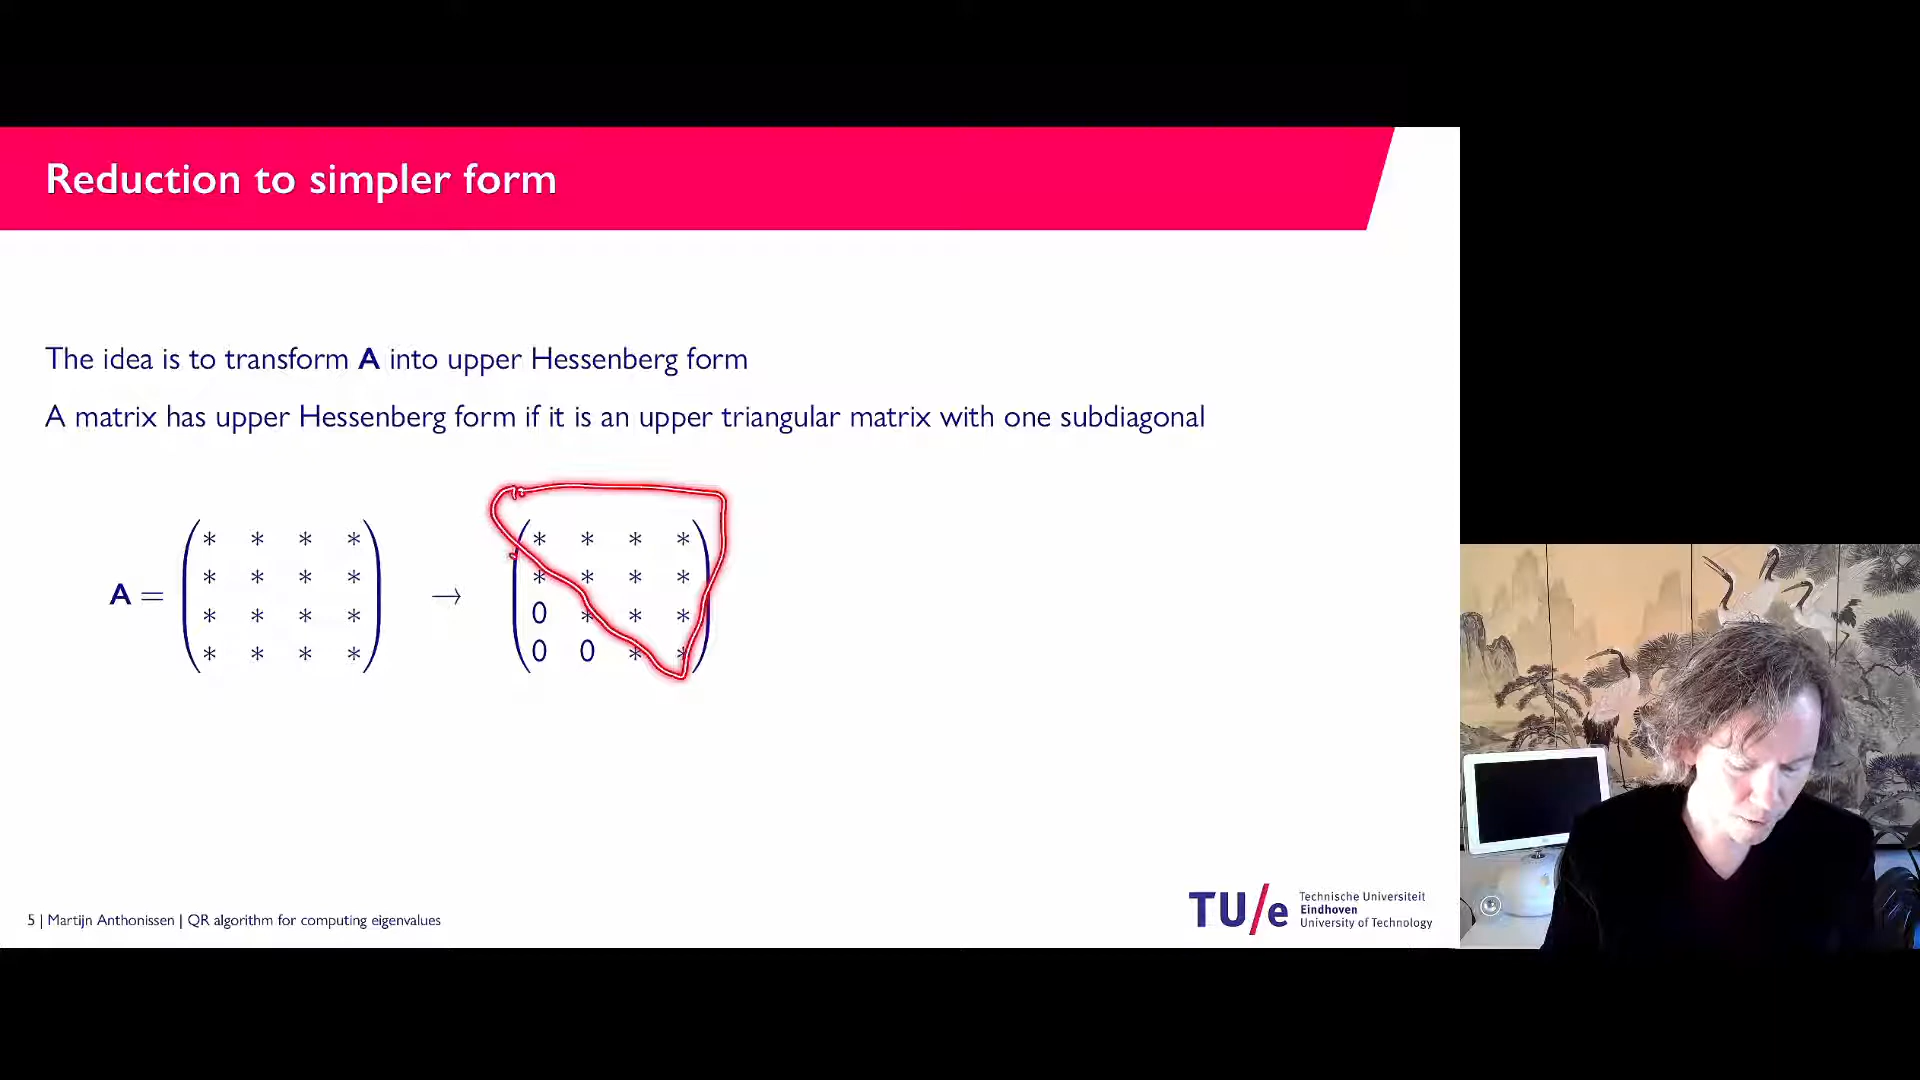 Reduction to simpler form
The idea is to transform A into upper Hessenberg form
A matrix has upper Hessenberg form if it is an upper triangular matrix with one subdiagonal
* * * * * * * *
* * * * * * * *
A = →
* * * * 0 * * *
* * * * 0 0 * *
5 | Martijn Anthonissen | QR algorithm for computing eigenvalues
TU/e
Technische Universiteit
Eindhoven
University of Technology